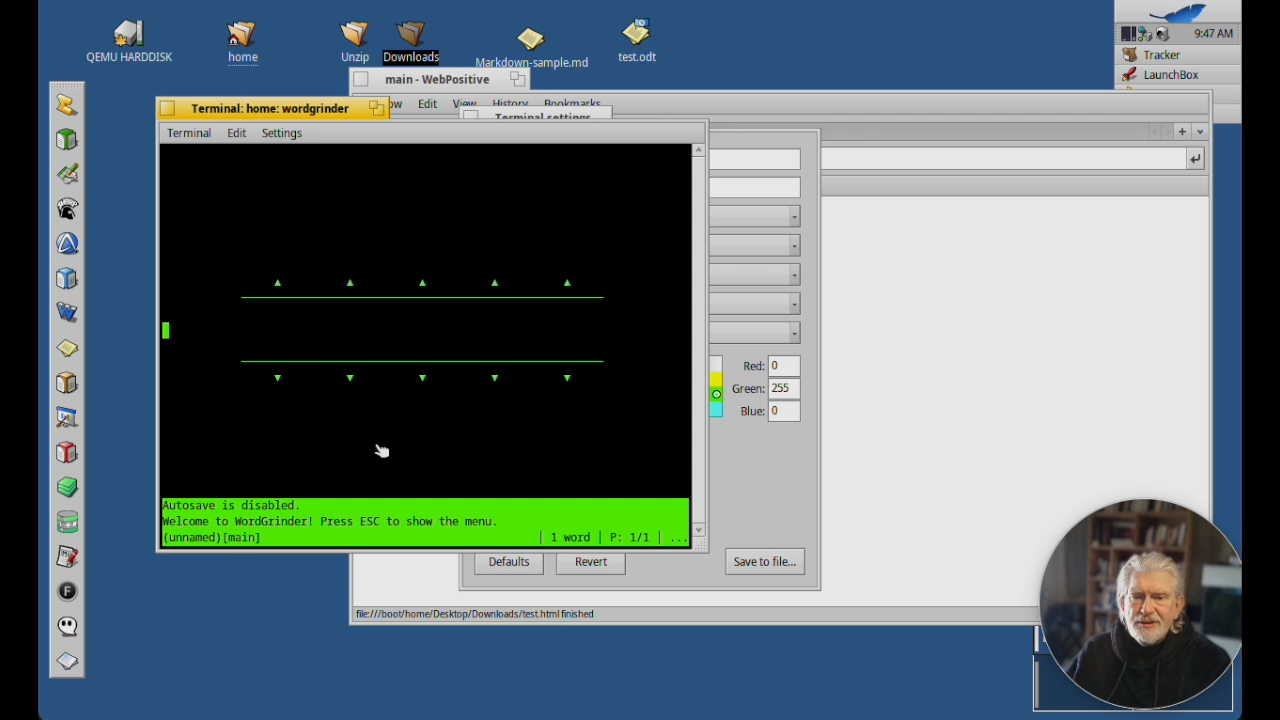 QEMU HARDDISK
home
Unzip
Downloads
Markdown-sample.md
test.odt
9:47 AM
Tracker
LaunchBox
main - WebPositive
Edit
View
History
Bookmarks
Terminal settings
Terminal: home: wordgrinder
Terminal Edit Settings
Red: 0
Green: 255
Blue: 0
Autosave is disabled.
Welcome to WordGrinder! Press ESC to show the menu.
(unnamed)[main] | 1 word | P: 1/1 | ...
Defaults
Revert
Save to file...
file:///boot/home/Desktop/Downloads/test.html finished